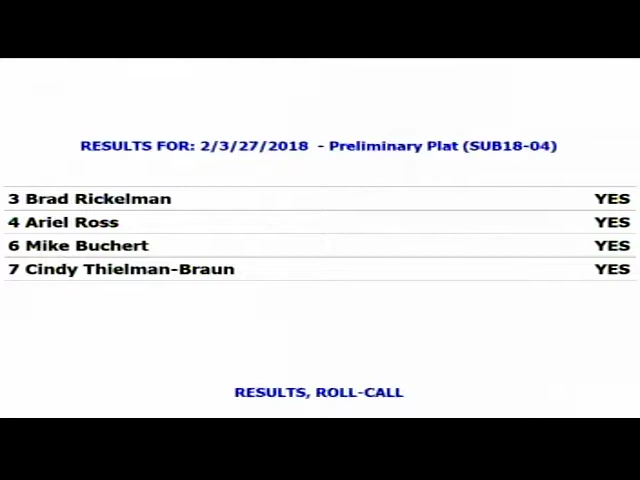 RESULTS FOR: 2/3/27/2018 - Preliminary Plat (SUB18-04)
3 Brad Rickelman YES
4 Ariel Ross YES
6 Mike Buchert YES
7 Cindy Thielman-Braun YES
RESULTS, ROLL-CALL